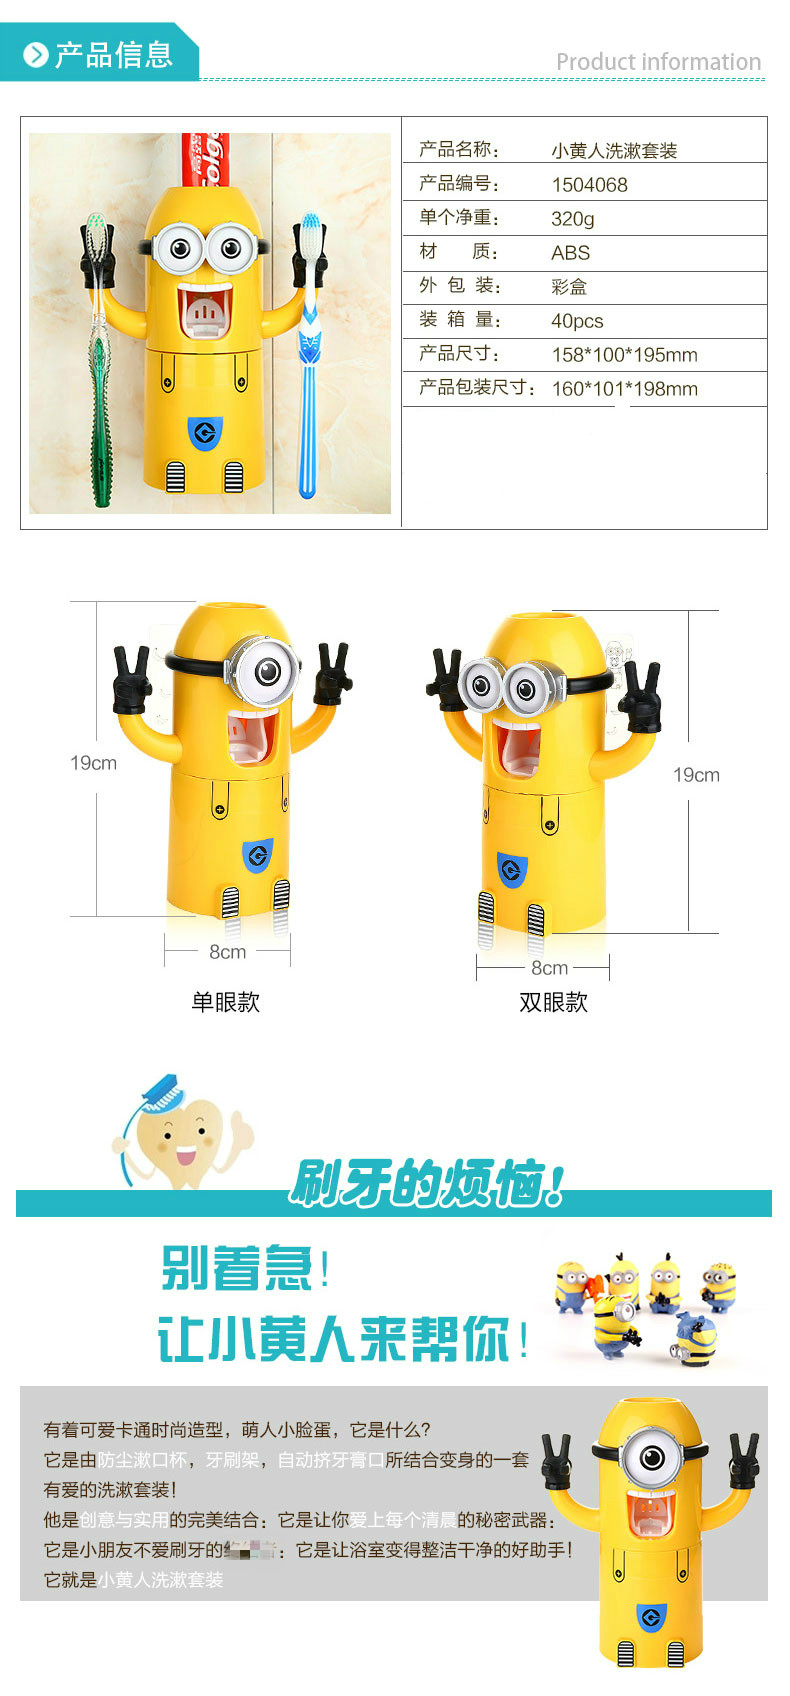 产品信息
Product information
Colg
产品名称： 小黄人洗漱套装
产品编号： 1504068
单个净重： 320g
材 质： ABS
外 包 装： 彩盒
装 箱 量： 40pcs
产品尺寸： 158*100*195mm
产品包装尺寸： 160*101*198mm
19cm
19cm
8cm
8cm
单眼款
双眼款
刷牙的烦恼！
别着急！
让小黄人来帮你！
有着可爱卡通时尚造型，萌人小脸蛋，它是什么？
它是由防尘漱口杯，牙刷架，自动挤牙膏口所结合变身的一套
有爱的洗漱套装！
他是创意与实用的完美结合：它是让你爱上每个清晨的秘密武器：
它是小朋友不爱刷牙的：它是让浴室变得整洁干净的好助手！
它就是小黄人洗漱套装